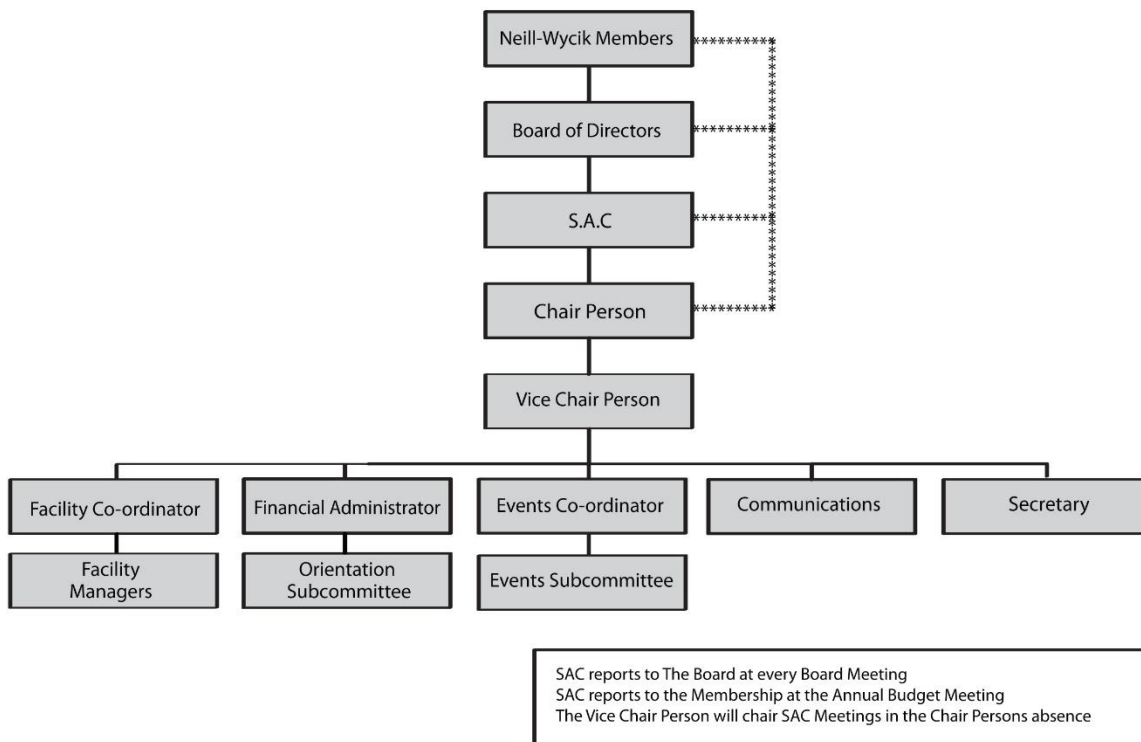 Neill-Wycik Members
Board of Directors
S.A.C
Chair Person
Vice Chair Person
Facility Co-ordinator
Financial Administrator
Events Co-ordinator
Communications
Secretary
Facility
Managers
Orientation
Subcommittee
Events Subcommittee
SAC reports to The Board at every Board Meeting
SAC reports to the Membership at the Annual Budget Meeting
The Vice Chair Person will chair SAC Meetings in the Chair Persons absence